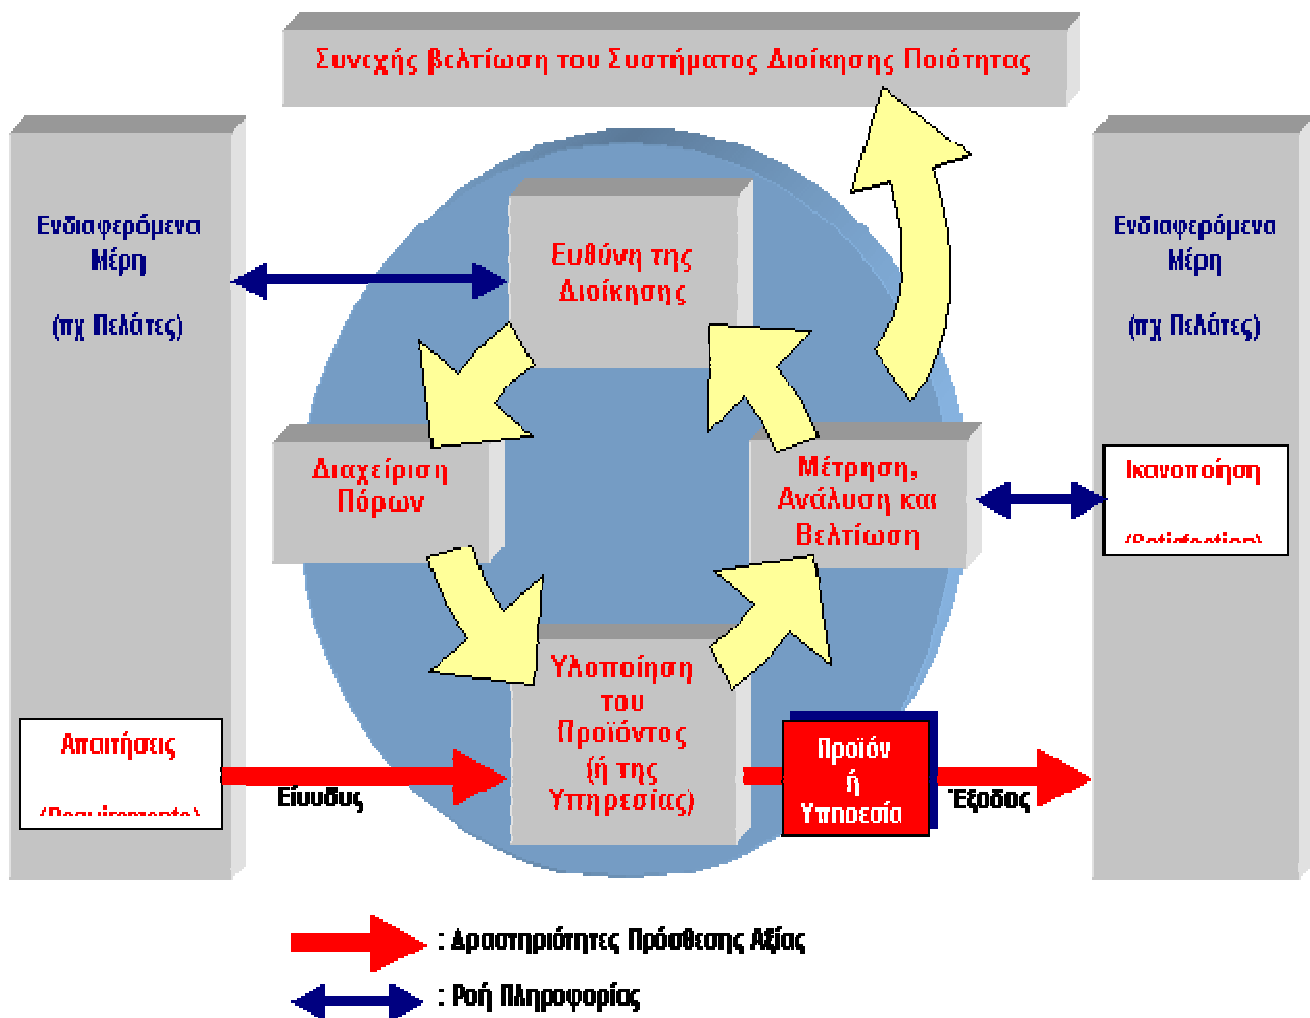 Συνεχής βελτίωση του Συστήματος Διοίκησης Ποιότητας
Ενδιαφερόμενα
Μέρη
(πχ Πελάτες)
Ευθύνη της
Διοίκησης
Ενδιαφερόμενα
Μέρη
(πχ Πελάτες)
Διαχείριση
Πόρων
Μέτρηση,
Ανάλυση και
Βελτίωση
Ικανοποίηση
(Satisfaction)
Απαιτήσεις
(Requirements)
Υλοποίηση
του
Προϊόντος
(ή της
Υπηρεσίας)
Προϊόν
ή
Υπηρεσία
Έξοδος
: Δραστηριότητες Πρόσθεσης Αξίας
: Ροή Πληροφορίας